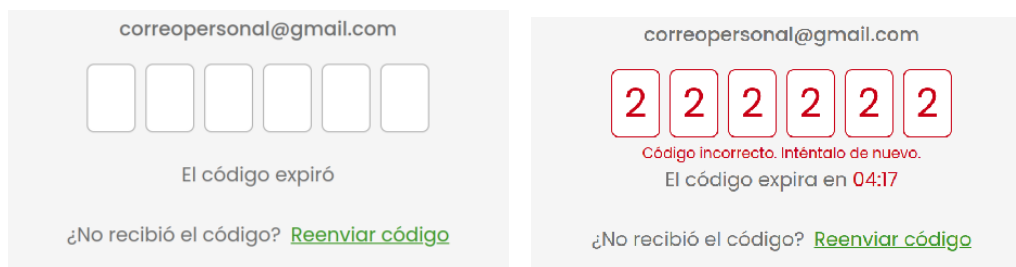 correopersonal@gmail.com
El código expiró
¿No recibió el código? Reenviar código
correopersonal@gmail.com
2 2 2 2 2 2
Código incorrecto. Inténtalo de nuevo.
El código expira en 04:17
¿No recibió el código? Reenviar código